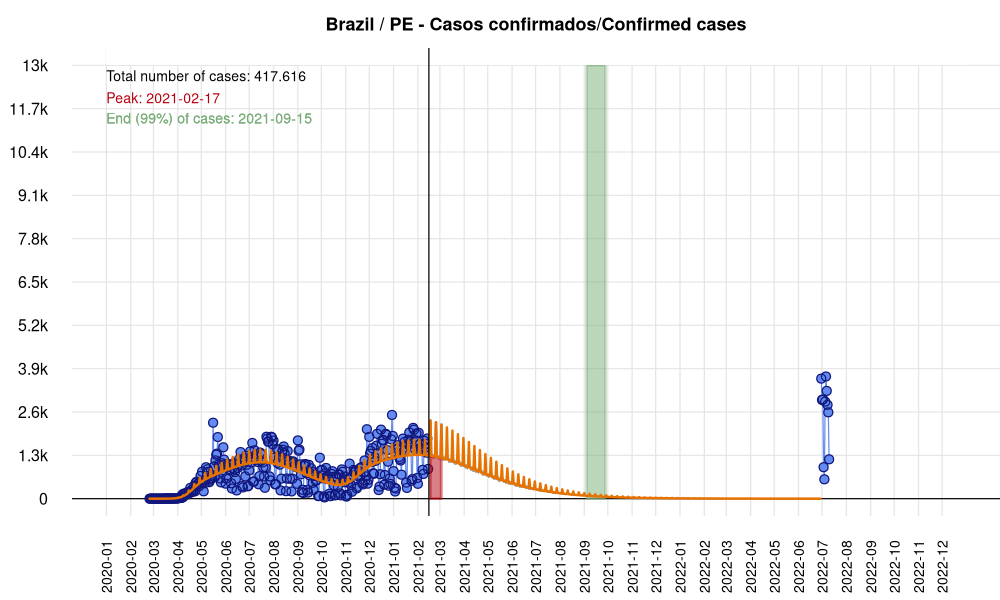 Brazil / PE - Casos confirmados/Confirmed cases
Total number of cases: 417.616
Peak: 2021-02-17
End (99%) of cases: 2021-09-15
13k
11.7k
10.4k
9.1k
7.8k
6.5k
5.2k
3.9k
2.6k
1.3k
0
2020-01
2020-02
2020-03
2020-04
2020-05
2020-06
2020-07
2020-08
2020-09
2020-10
2020-11
2020-12
2021-01
2021-02
2021-03
2021-04
2021-05
2021-06
2021-07
2021-08
2021-09
2021-10
2021-11
2021-12
2022-01
2022-02
2022-03
2022-04
2022-05
2022-06
2022-07
2022-08
2022-09
2022-10
2022-11
2022-12